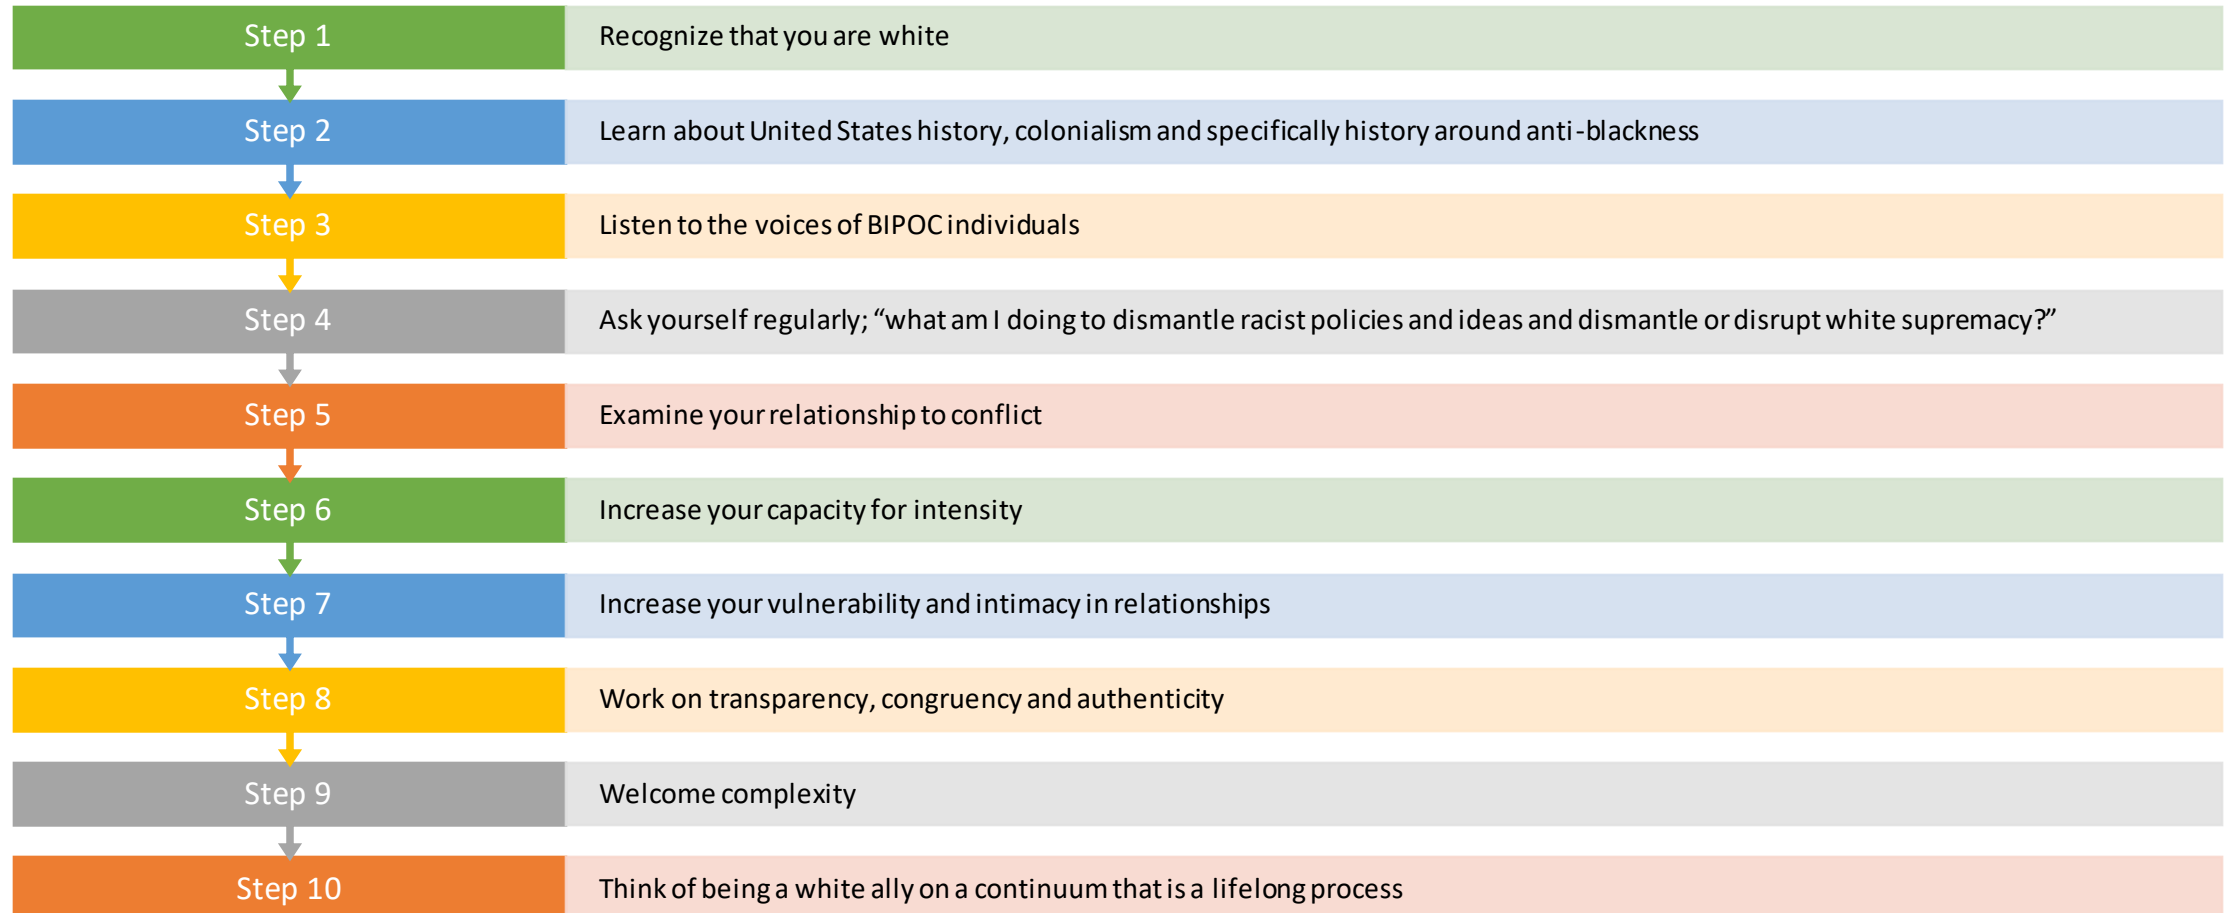 Step 1
Recognize that you are white
Step 2
Learn about United States history, colonialism and specifically history around anti-blackness
Step 3
Listen to the voices of BIPOC individuals
Step 4
Ask yourself regularly; “what am I doing to dismantle racist policies and ideas and dismantle or disrupt white supremacy?”
Step 5
Examine your relationship to conflict
Step 6
Increase your capacity for intensity
Step 7
Increase your vulnerability and intimacy in relationships
Step 8
Work on transparency, congruency and authenticity
Step 9
Welcome complexity
Step 10
Think of being a white ally on a continuum that is a lifelong process